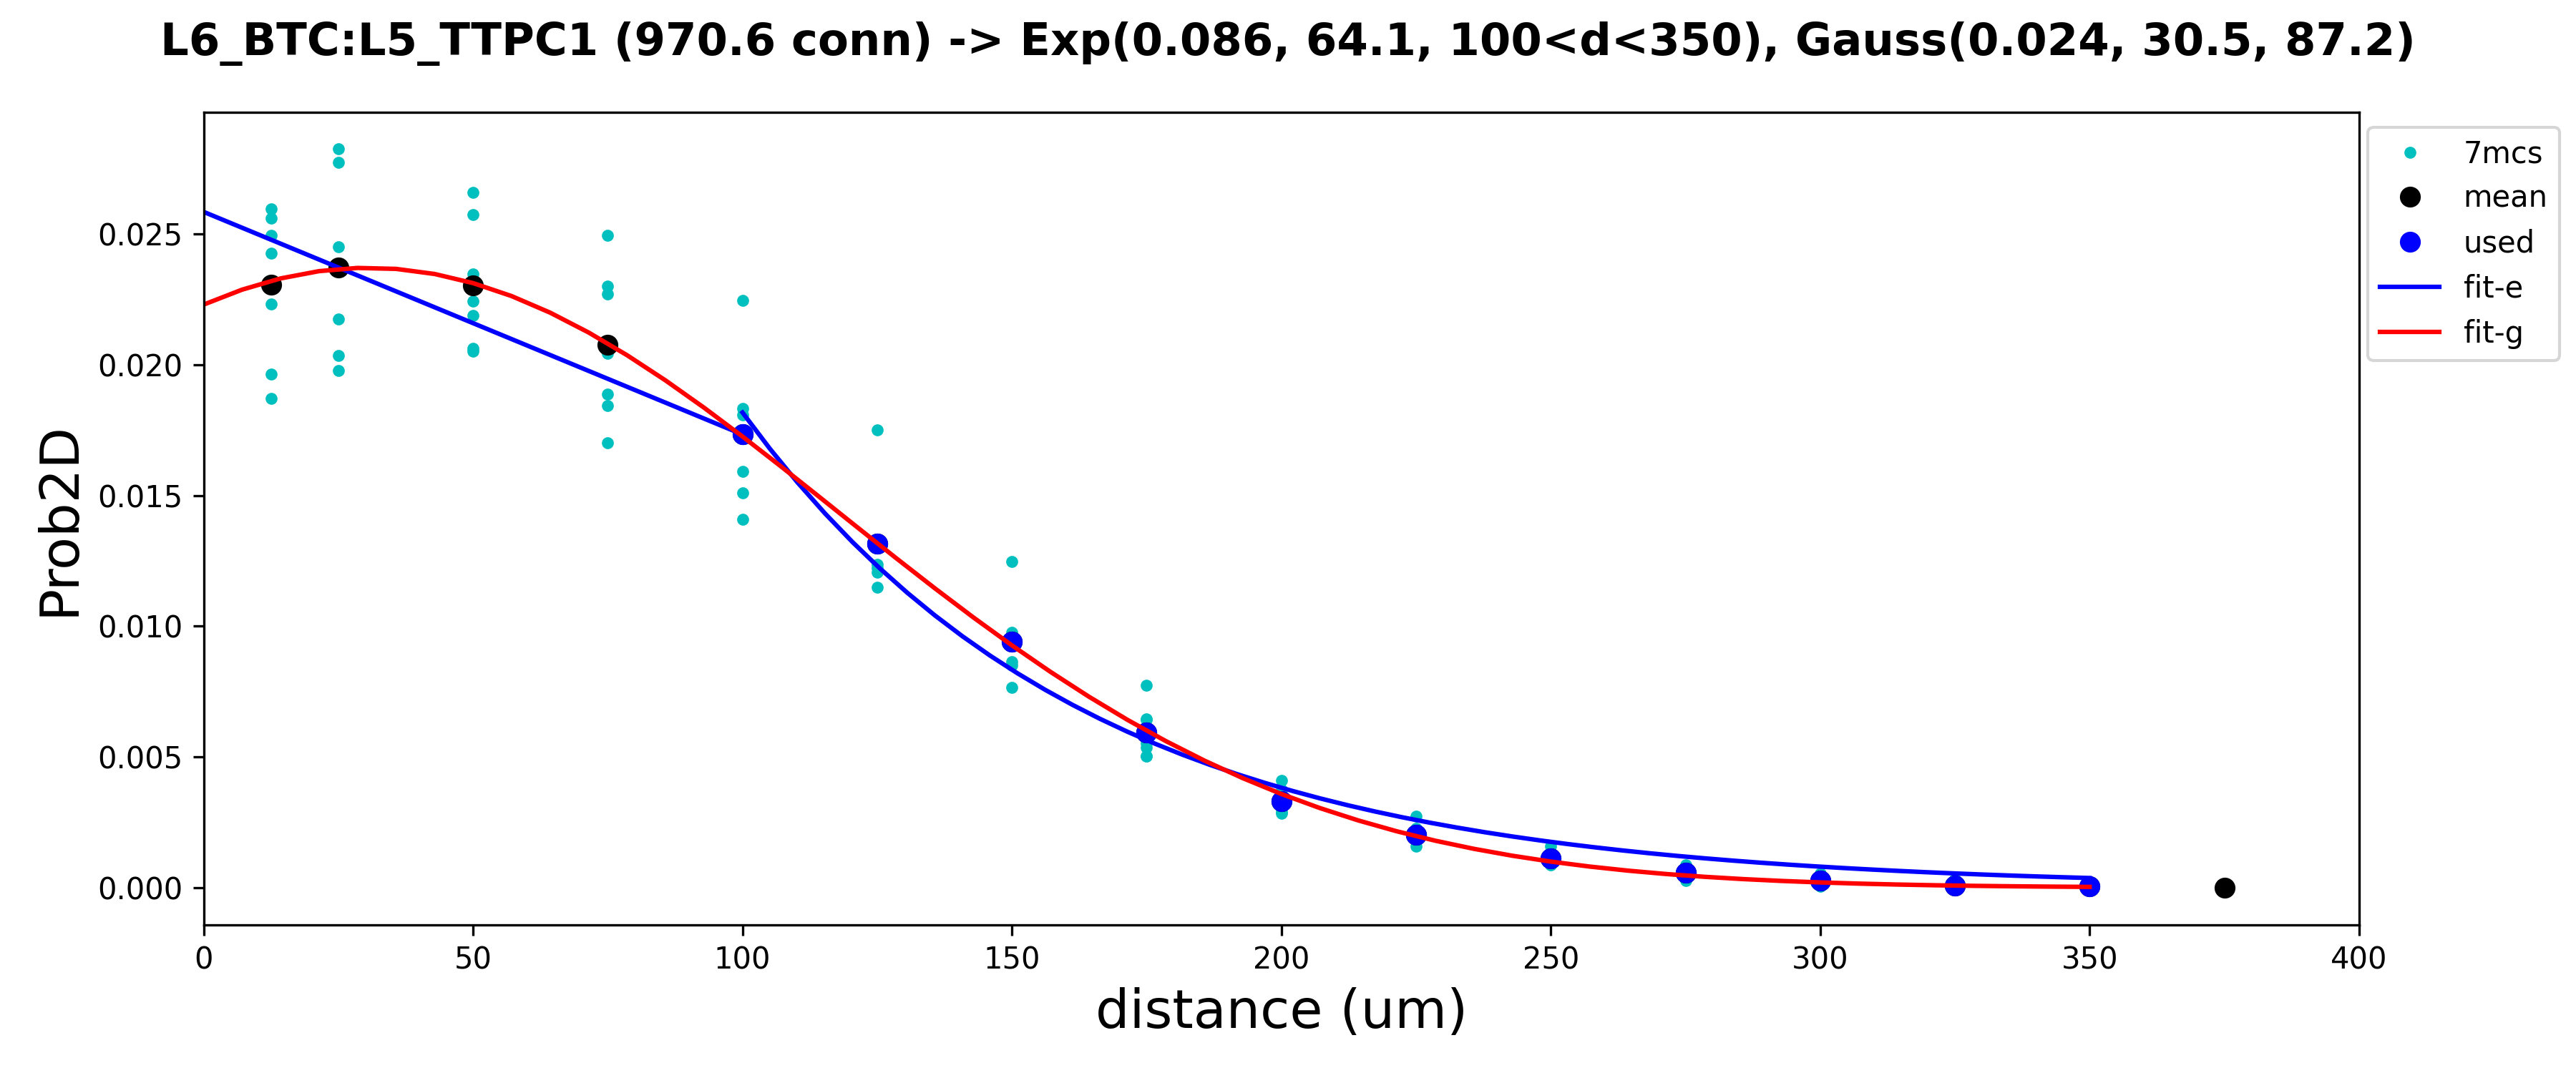 L6_BTC:L5_TTPC1 (970.6 conn) -> Exp(0.086, 64.1, 100<d<350), Gauss(0.024, 30.5, 87.2)
7mcs
mean
used
fit-e
fit-g
0.025
0.020
0.015
0.010
0.005
0.000
Prob2D
0 50 100 150 200 250 300 350 400
distance (um)